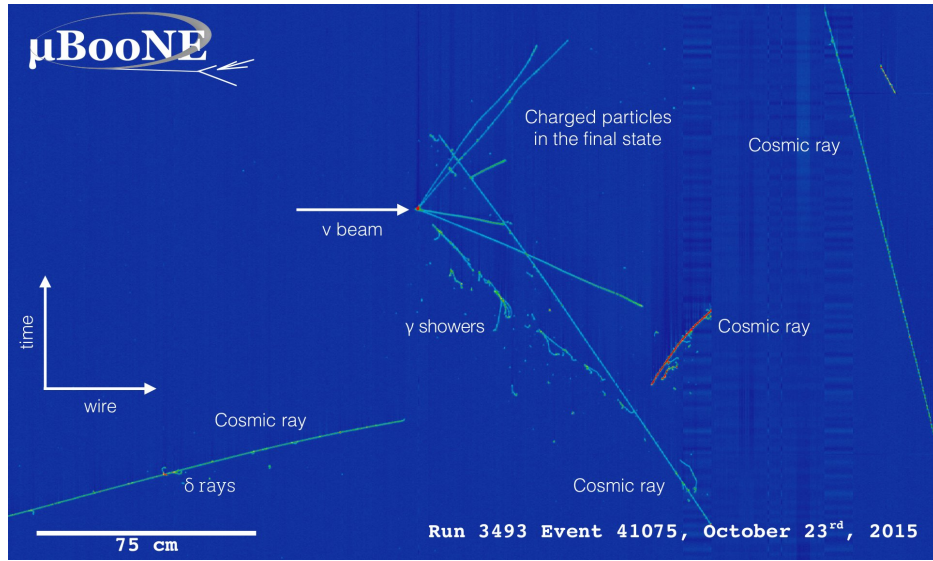 μBooNE
Charged particles
in the final state
Cosmic ray
ν beam
time
wire
γ showers
Cosmic ray
Cosmic ray
δ rays
Cosmic ray
75 cm
Run 3493 Event 41075, October 23rd, 2015